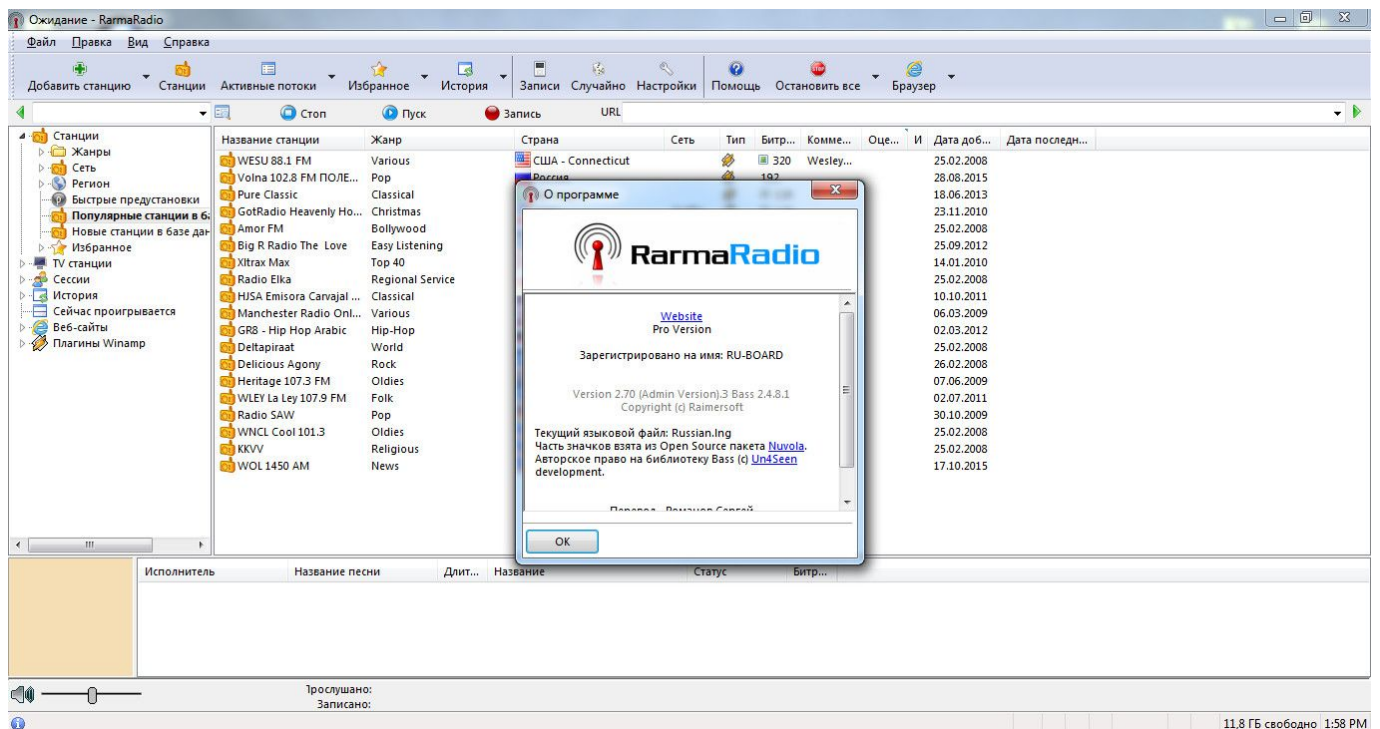 Ожидание - RarmaRadio
Файл Правка Вид Справка
Добавить станцию Станции Активные потоки Избранное История Записи Случайно Настройки Помощь Остановить все Браузер
Стоп Пуск Запись URL
Станции
Жанры
Сеть
Регион
Быстрые предустановки
Популярные станции в б
Новые станции в базе дан
Избранное
TV станции
Сессии
История
Сейчас проигрывается
Веб-сайты
Плагины Winamp
Название станции Жанр Страна Сеть Тип Битр... Комме... Оце... И Дата доб... Дата последн...
WESU 88.1 FM Various США - Connecticut 320 Wesley... 25.02.2008
Volna 102.8 FM ПОЛЕ... Pop Россия 192 28.08.2015
Pure Classic Classical 18.06.2013
GotRadio Heavenly Ho... Christmas 23.11.2010
Amor FM Bollywood 25.02.2008
Big R Radio The Love Easy Listening 25.09.2012
Xltrax Max Top 40 14.01.2010
Radio Elka Regional Service 25.02.2008
HJSA Emisora Carvajal ... Classical 10.10.2011
Manchester Radio Onl... Various 06.03.2009
GR8 - Hip Hop Arabic Hip-Hop 02.03.2012
Deltapiraat World 25.02.2008
Delicious Agony Rock 26.02.2008
Heritage 107.3 FM Oldies 07.06.2009
WLEY La Ley 107.9 FM Folk 02.07.2011
Radio SAW Pop 30.10.2009
WNCL Cool 101.3 Oldies 25.02.2008
KKVV Religious 25.02.2008
WOL 1450 AM News 17.10.2015
О программе
RarmaRadio
Website
Pro Version
Зарегистрировано на имя: RU-BOARD
Version 2.70 (Admin Version).3 Bass 2.4.8.1
Copyright (c) Raimersoft
Текущий языковой файл: Russian.lng
Часть значков взята из Open Source пакета Nuvola.
Авторское право на библиотеку Bass (c) Un4Seen
development.
Перевод - Романов Сергей
OK
Исполнитель Название песни Длит... Название Статус Битр...
Прослушано:
Записано:
11,8 ГБ свободно 1:58 PM